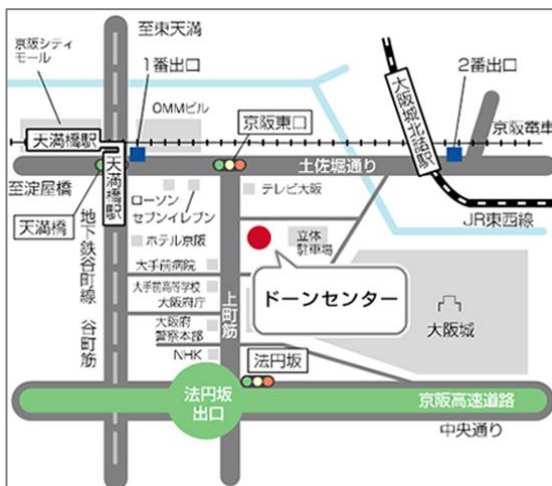 至東天満
京阪シティ
モール
1番出口
OMMビル
2番出口
天満橋駅
京阪東口
大阪城北詰駅
京阪電車
天満橋駅
土佐堀通り
至淀屋橋
天満橋
ローソン
セブンイレブン
テレビ大阪
JR東西線
地下鉄谷町線 谷町筋
ホテル京阪
立体
駐車場
大手前病院
ドーンセンター
大手前高等学校
大阪府庁
上町筋
大阪城
大阪府
警察本部
NHK
法円坂
法円坂
出口
京阪高速道路
中央通り